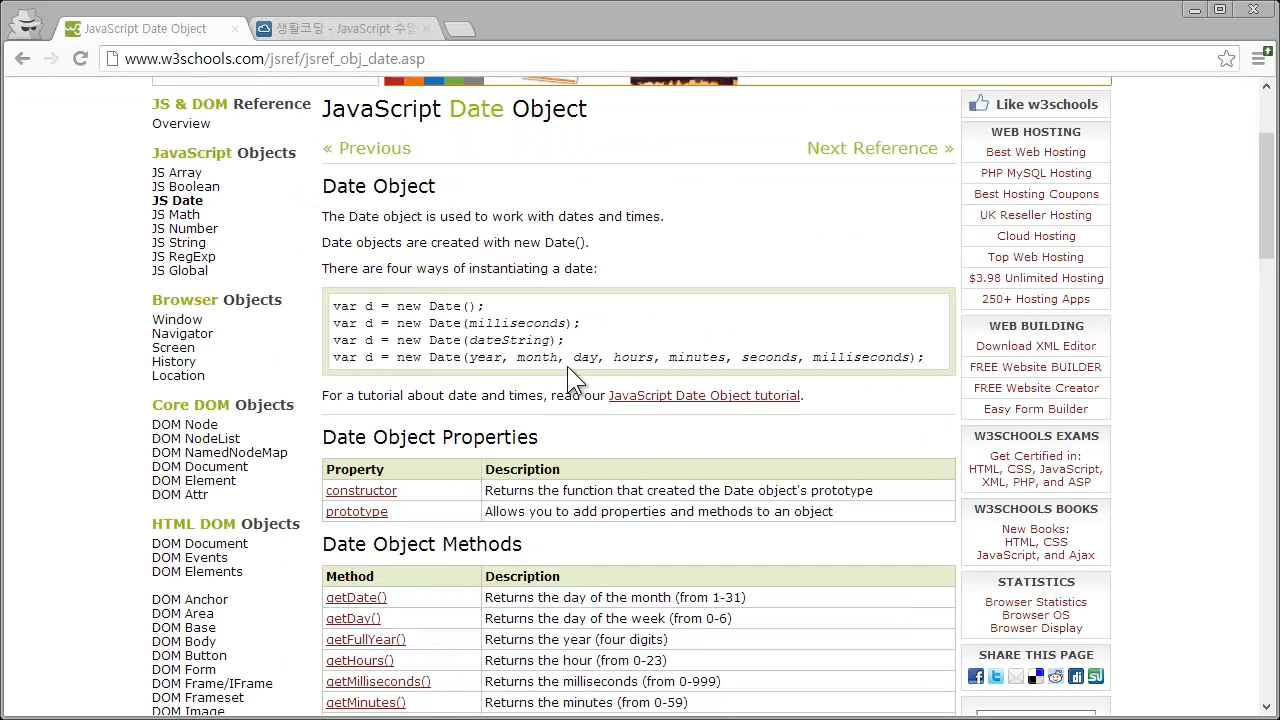 JavaScript Date Object
생활코딩 - JavaScript 수업
www.w3schools.com/jsref/jsref_obj_date.asp
JS & DOM Reference
Overview
JavaScript Objects
JS Array
JS Boolean
JS Date
JS Math
JS Number
JS String
JS RegExp
JS Global
Browser Objects
Window
Navigator
Screen
History
Location
Core DOM Objects
DOM Node
DOM NodeList
DOM NamedNodeMap
DOM Document
DOM Element
DOM Attr
HTML DOM Objects
DOM Document
DOM Events
DOM Elements
DOM Anchor
DOM Area
DOM Base
DOM Body
DOM Button
DOM Form
DOM Frame/IFrame
DOM Frameset
DOM Image
JavaScript Date Object
« Previous
Next Reference »
Date Object
The Date object is used to work with dates and times.
Date objects are created with new Date().
There are four ways of instantiating a date:
var d = new Date();
var d = new Date(milliseconds);
var d = new Date(dateString);
var d = new Date(year, month, day, hours, minutes, seconds, milliseconds);
For a tutorial about date and times, read our JavaScript Date Object tutorial.
Date Object Properties
Property Description
constructor Returns the function that created the Date object's prototype
prototype Allows you to add properties and methods to an object
Date Object Methods
Method Description
getDate() Returns the day of the month (from 1-31)
getDay() Returns the day of the week (from 0-6)
getFullYear() Returns the year (four digits)
getHours() Returns the hour (from 0-23)
getMilliseconds() Returns the milliseconds (from 0-999)
getMinutes() Returns the minutes (from 0-59)
Like w3schools
WEB HOSTING
Best Web Hosting
PHP MySQL Hosting
Best Hosting Coupons
UK Reseller Hosting
Cloud Hosting
Top Web Hosting
$3.98 Unlimited Hosting
250+ Hosting Apps
WEB BUILDING
Download XML Editor
FREE Website BUILDER
FREE Website Creator
Easy Form Builder
W3SCHOOLS EXAMS
Get Certified in:
HTML, CSS, JavaScript,
XML, PHP, and ASP
W3SCHOOLS BOOKS
New Books:
HTML, CSS
JavaScript, and Ajax
STATISTICS
Browser Statistics
Browser OS
Browser Display
SHARE THIS PAGE